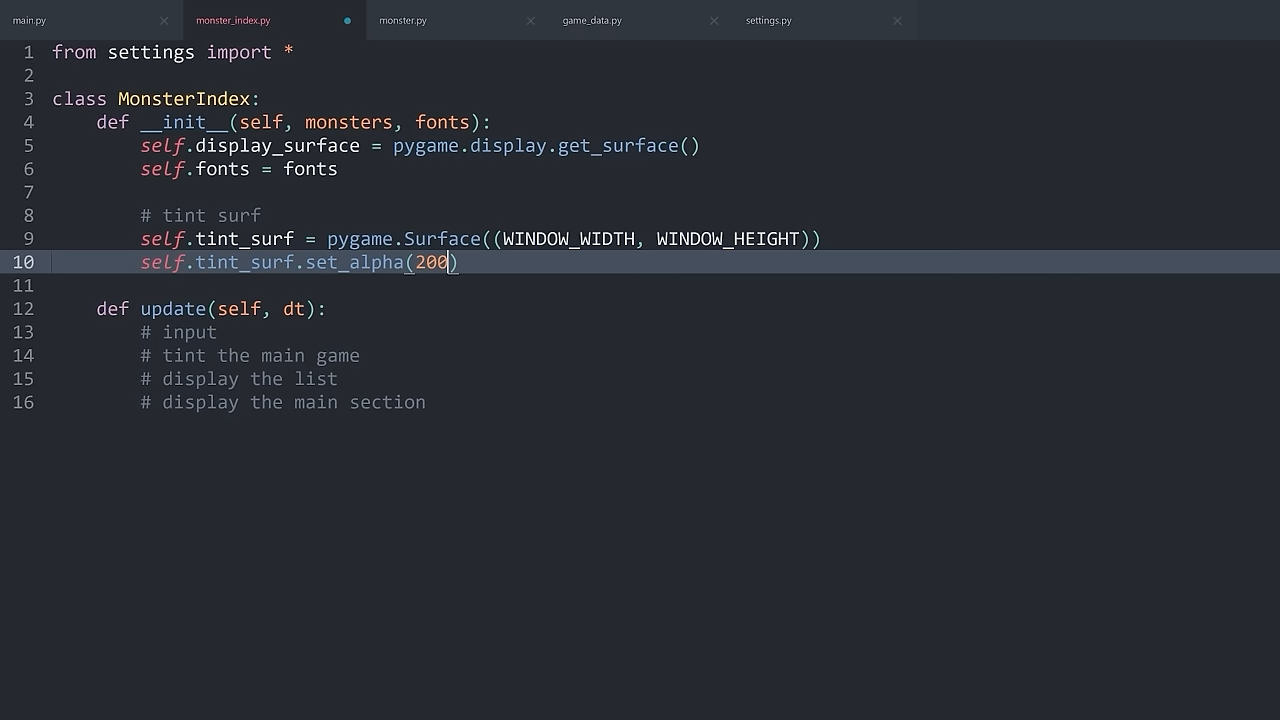 main.py monster_index.py monster.py game_data.py settings.py
1 from settings import *
2
3 class MonsterIndex:
4     def __init__(self, monsters, fonts):
5         self.display_surface = pygame.display.get_surface()
6         self.fonts = fonts
7
8         # tint surf
9         self.tint_surf = pygame.Surface((WINDOW_WIDTH, WINDOW_HEIGHT))
10         self.tint_surf.set_alpha(200)
11
12     def update(self, dt):
13         # input
14         # tint the main game
15         # display the list
16         # display the main section